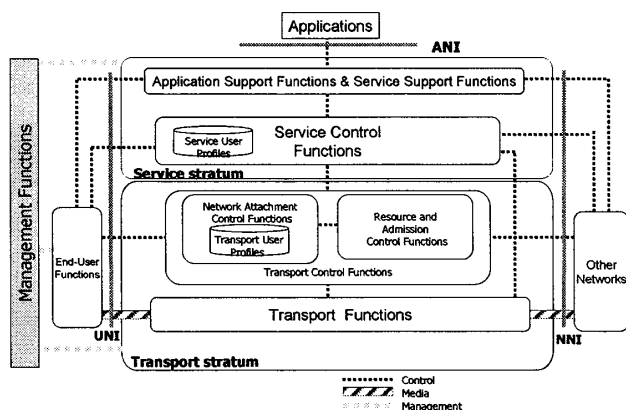 Applications
ANI
Application Support Functions & Service Support Functions
Management Functions
Service User
Profiles
Service Control
Functions
Service stratum
Network Attachment
Control Functions
Transport User
Profiles
Resource and
Admission
Control Functions
Transport Control Functions
End-User
Functions
Other
Networks
Transport Functions
UNI
NNI
Transport stratum
Control
Media
Management